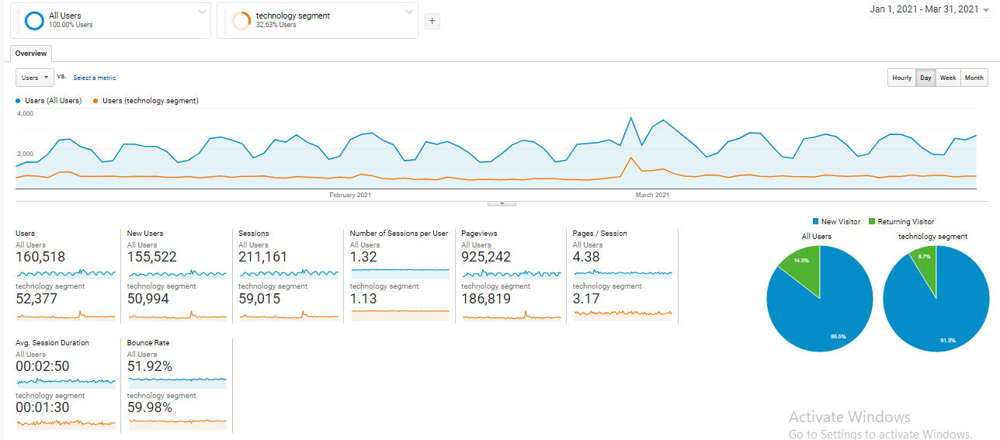 All Users
100.00% Users
technology segment
32.63% Users
+
Jan 1, 2021 - Mar 31, 2021
Overview
Users
VS.
Select a metric
Hourly
Day
Week
Month
Users (All Users)
Users (technology segment)
4,000
2,000
February 2021
March 2021
Users
All Users
160,518
technology segment
52,377
New Users
All Users
155,522
technology segment
50,994
Sessions
All Users
211,161
technology segment
59,015
Number of Sessions per User
All Users
1.32
technology segment
1.13
Pageviews
All Users
925,242
technology segment
186,819
Pages / Session
All Users
4.38
technology segment
3.17
Avg. Session Duration
All Users
00:02:50
technology segment
00:01:30
Bounce Rate
All Users
51.92%
technology segment
59.98%
New Visitor
Returning Visitor
All Users
14.5%
85.5%
technology segment
8.7%
91.3%
Activate Windows
Go to Settings to activate Windows.